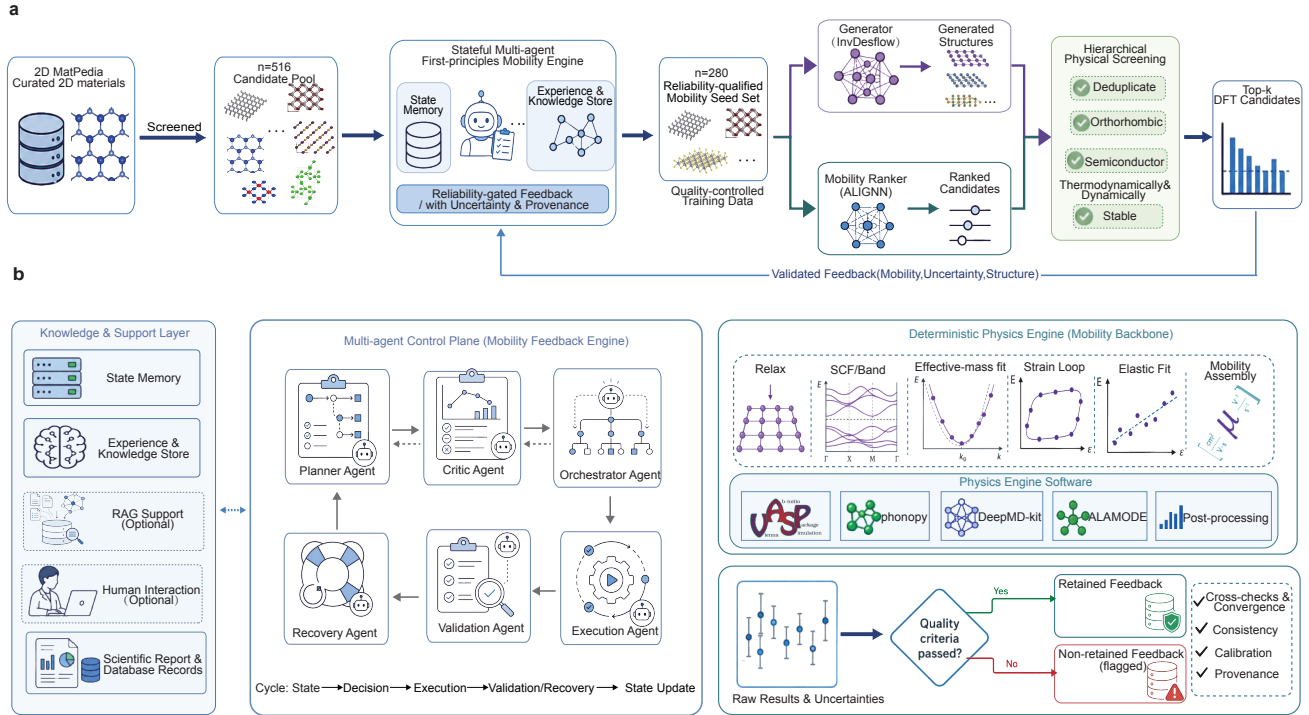 a
2D MatPedia
Curated 2D materials
Screened
n=516
Candidate Pool
...
Stateful Multi-agent
First-principles Mobility Engine
State
Memory
...
Experience &
Knowledge Store
Reliability-gated Feedback
/ with Uncertainty & Provenance
n=280
Reliability-qualified
Mobility Seed Set
...
Quality-controlled
Training Data
Generator
(InvDesflow)
Generated
Structures
...
Mobility Ranker
(ALIGNN)
Ranked
Candidates
Hierarchical
Physical Screening
Deduplicate
Orthorhombic
Semiconductor
Thermodynamically&
Dynamically
Stable
Top-k
DFT Candidates
Validated Feedback(Mobility,Uncertainty,Structure)
b
Knowledge & Support Layer
State Memory
Experience &
Knowledge Store
RAG Support
(Optional)
Human Interaction
(Optional)
Scientific Report &
Database Records
Multi-agent Control Plane (Mobility Feedback Engine)
Planner Agent
Critic Agent
Orchestrator Agent
Recovery Agent
Validation Agent
Execution Agent
Cycle: State
Decision
Execution
Validation/Recovery
State Update
Deterministic Physics Engine (Mobility Backbone)
Relax
SCF/Band
E
Γ X M Γ
Effective-mass fit
E
k₀ k
Strain Loop
E
ε
Elastic Fit
E
ε
Mobility
Assembly
μ
Physics Engine Software
VASP
ab-initio
package
simulation
phonopy
DeepMD-kit
ALAMODE
Post-processing
Raw Results & Uncertainties
Quality
criteria
passed?
Yes
No
Retained Feedback
Non-retained Feedback
(flagged)
Cross-checks &
Convergence
Consistency
Calibration
Provenance